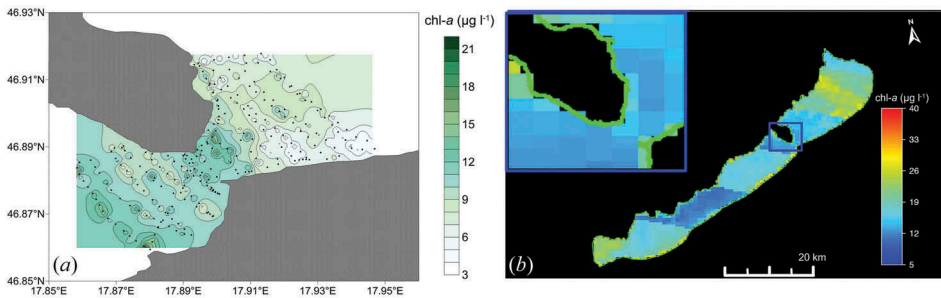 46.93°N
46.91°N
46.89°N
46.87°N
46.85°N
17.85°E 17.87°E 17.89°E 17.91°E 17.93°E 17.95°E
(a)
chl-a (µg l⁻¹)
21
18
15
12
9
6
3
N
chl-a (µg l⁻¹)
40
33
26
19
12
5
20 km
(b)